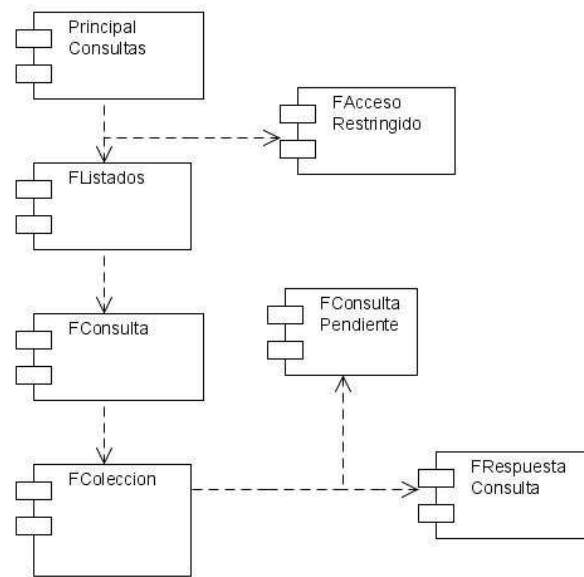 Principal
Consultas
FAcceso
Restringido
FListados
FConsulta
Pendiente
FConsulta
FColeccion
FRespuesta
Consulta